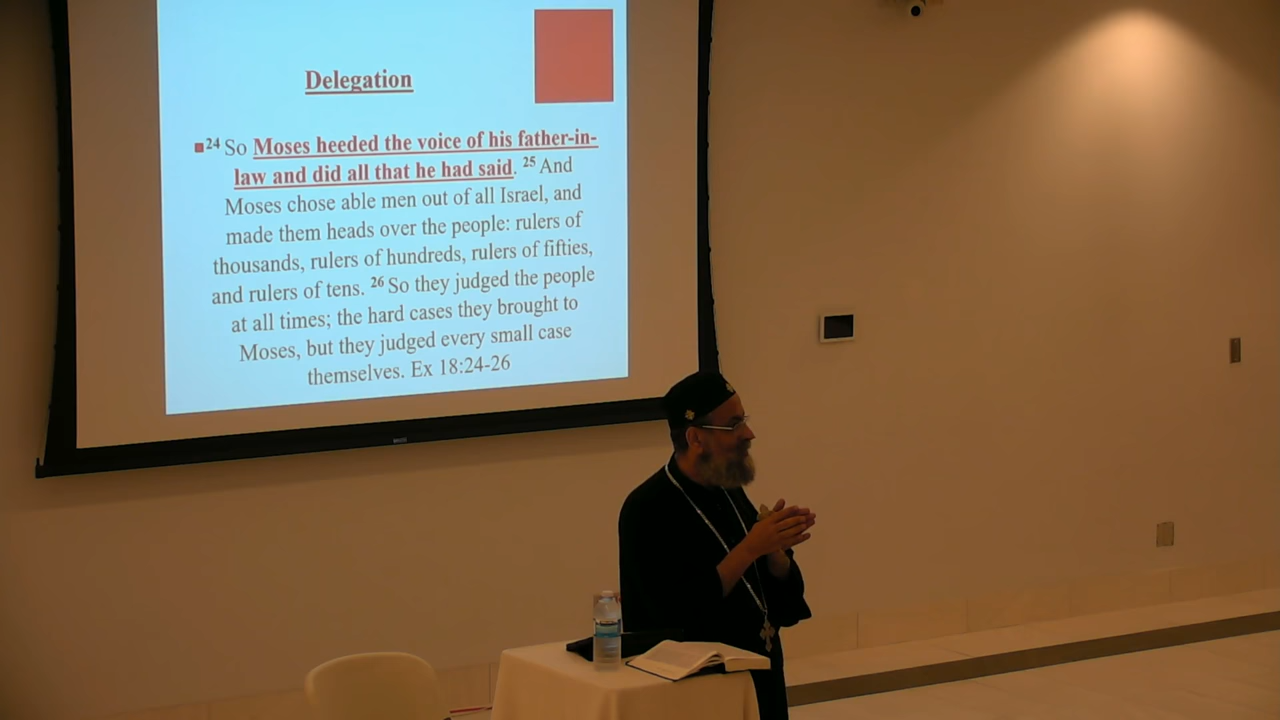 Delegation
24 So Moses heeded the voice of his father-in-
law and did all that he had said. 25 And
Moses chose able men out of all Israel, and
made them heads over the people: rulers of
thousands, rulers of hundreds, rulers of fifties,
and rulers of tens. 26 So they judged the people
at all times; the hard cases they brought to
Moses, but they judged every small case
themselves. Ex 18:24-26